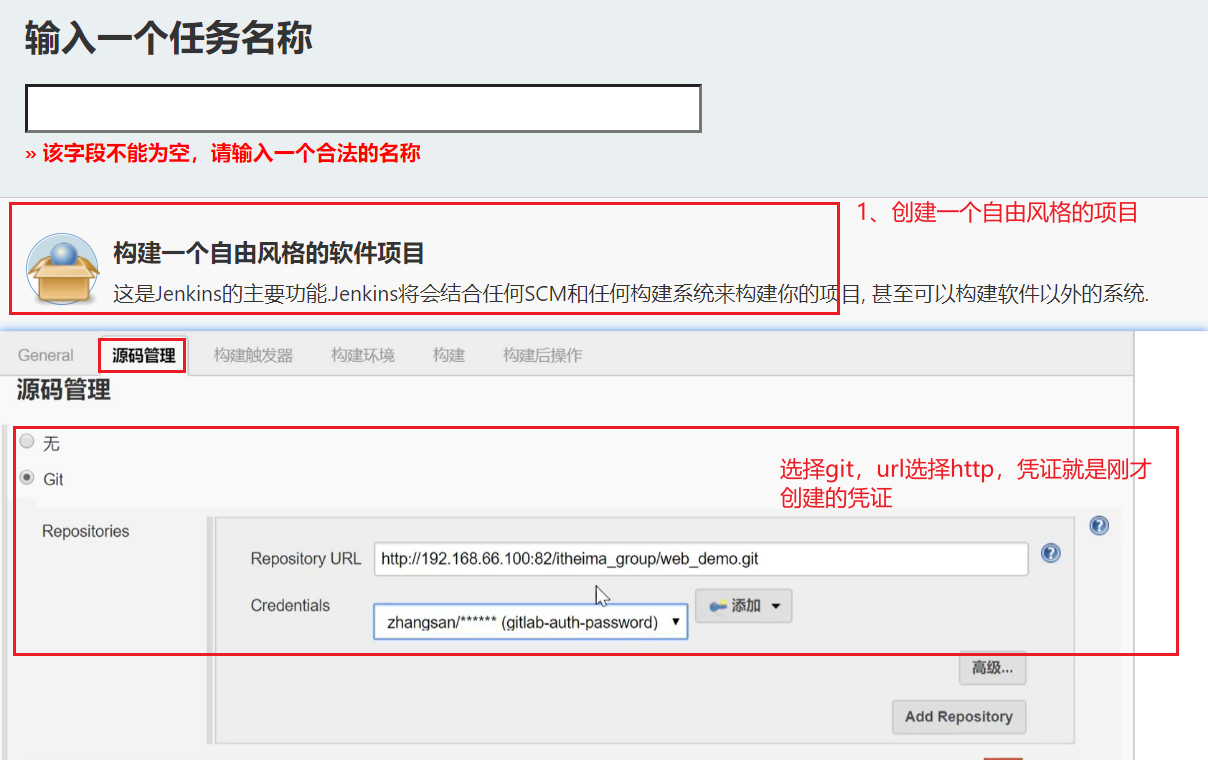 输入一个任务名称
» 该字段不能为空，请输入一个合法的名称
1、创建一个自由风格的项目
构建一个自由风格的软件项目
这是Jenkins的主要功能.Jenkins将会结合任何SCM和任何构建系统来构建你的项目, 甚至可以构建软件以外的系统.
General 源码管理 构建触发器 构建环境 构建 构建后操作
源码管理
无
选择git，url选择http，凭证就是刚才
创建的凭证
Git
Repositories
Repository URL http://192.168.66.100:82/itheima_group/web_demo.git
Credentials zhangsan/****** (gitlab-auth-password) 添加
高级...
Add Repository